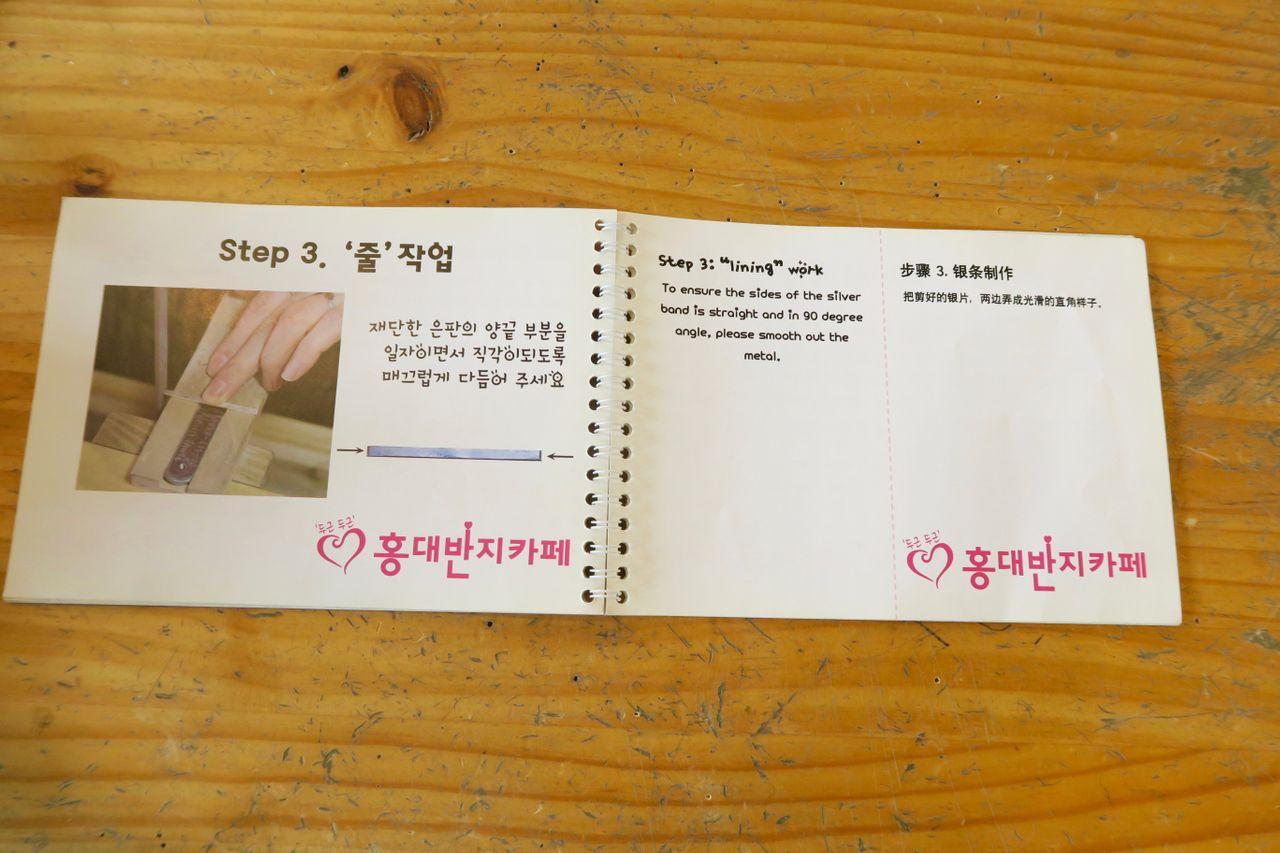 Step 3. ‘줄’ 작업
재단한 은판의 양끝 부분을
일자이면서 직각이되도록
매끄럽게 다듬어 주세요
'두근 두근'
홍대반지카페
Step 3: “lining” work
To ensure the sides of the silver
band is straight and in 90 degree
angle, please smooth out the
metal.
步骤 3. 银条制作
把剪好的银片，两边弄成光滑的直角样子。
'두근 두근'
홍대반지카페